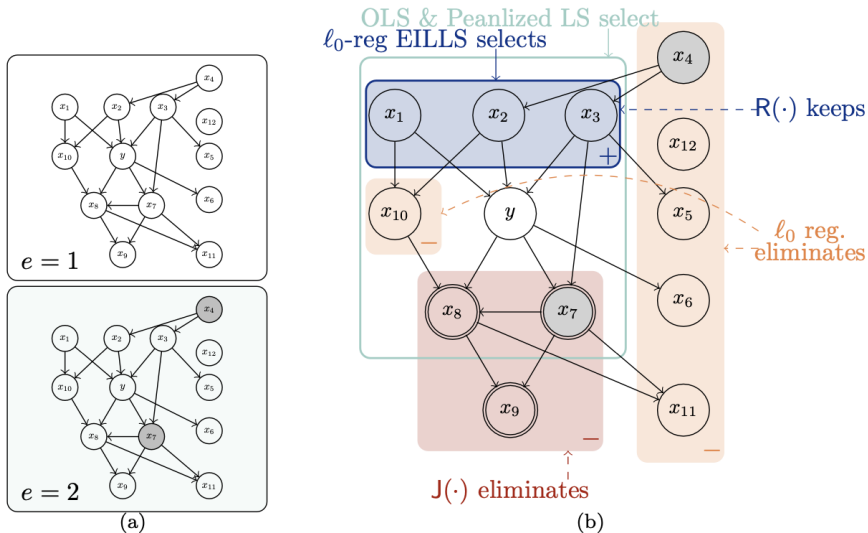 x₄
x₁ x₂ x₃
x₁₂
x₁₀ y x₅
x₆
x₈ x₇
x₉ x₁₁
e = 1
x₄
x₁ x₂ x₃
x₁₂
x₁₀ y x₅
x₆
x₈ x₇
x₉ x₁₁
e = 2
(a)
OLS & Peanlized LS select
ℓ₀-reg EILLS selects
x₄
x₁ x₂ x₃
R(·) keeps
+
x₁₂
x₁₀ y x₅
−
ℓ₀ reg.
eliminates
x₆
x₈ x₇
x₉ x₁₁
−
−
J(·) eliminates
(b)